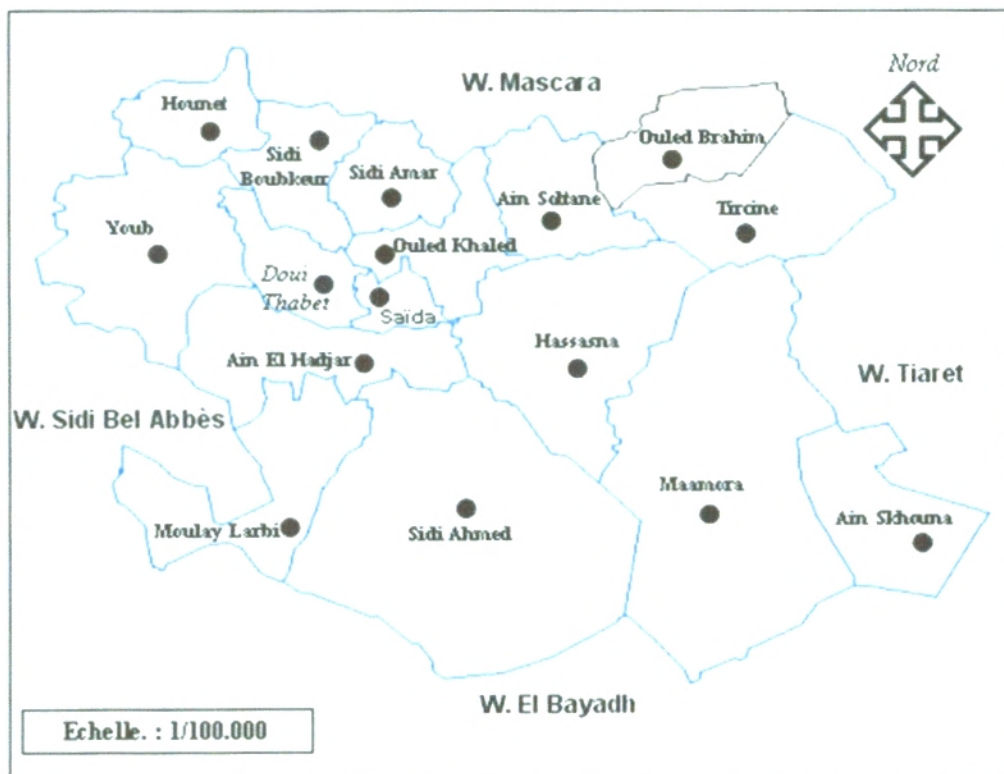 Nord
W. Mascara
Hounet
Ouled Brahim
Sidi
Boubkeur
Sidi Amar
Ain Soltane
Tircine
Youb
Ouled Khaled
Doui
Thabet
Saïda
Hassasna
Ain El Hadjar
W. Tiaret
W. Sidi Bel Abbès
Maamora
Ain Skhouna
Moulay Larbi
Sidi Ahmed
W. El Bayadh
Echelle. : 1/100.000